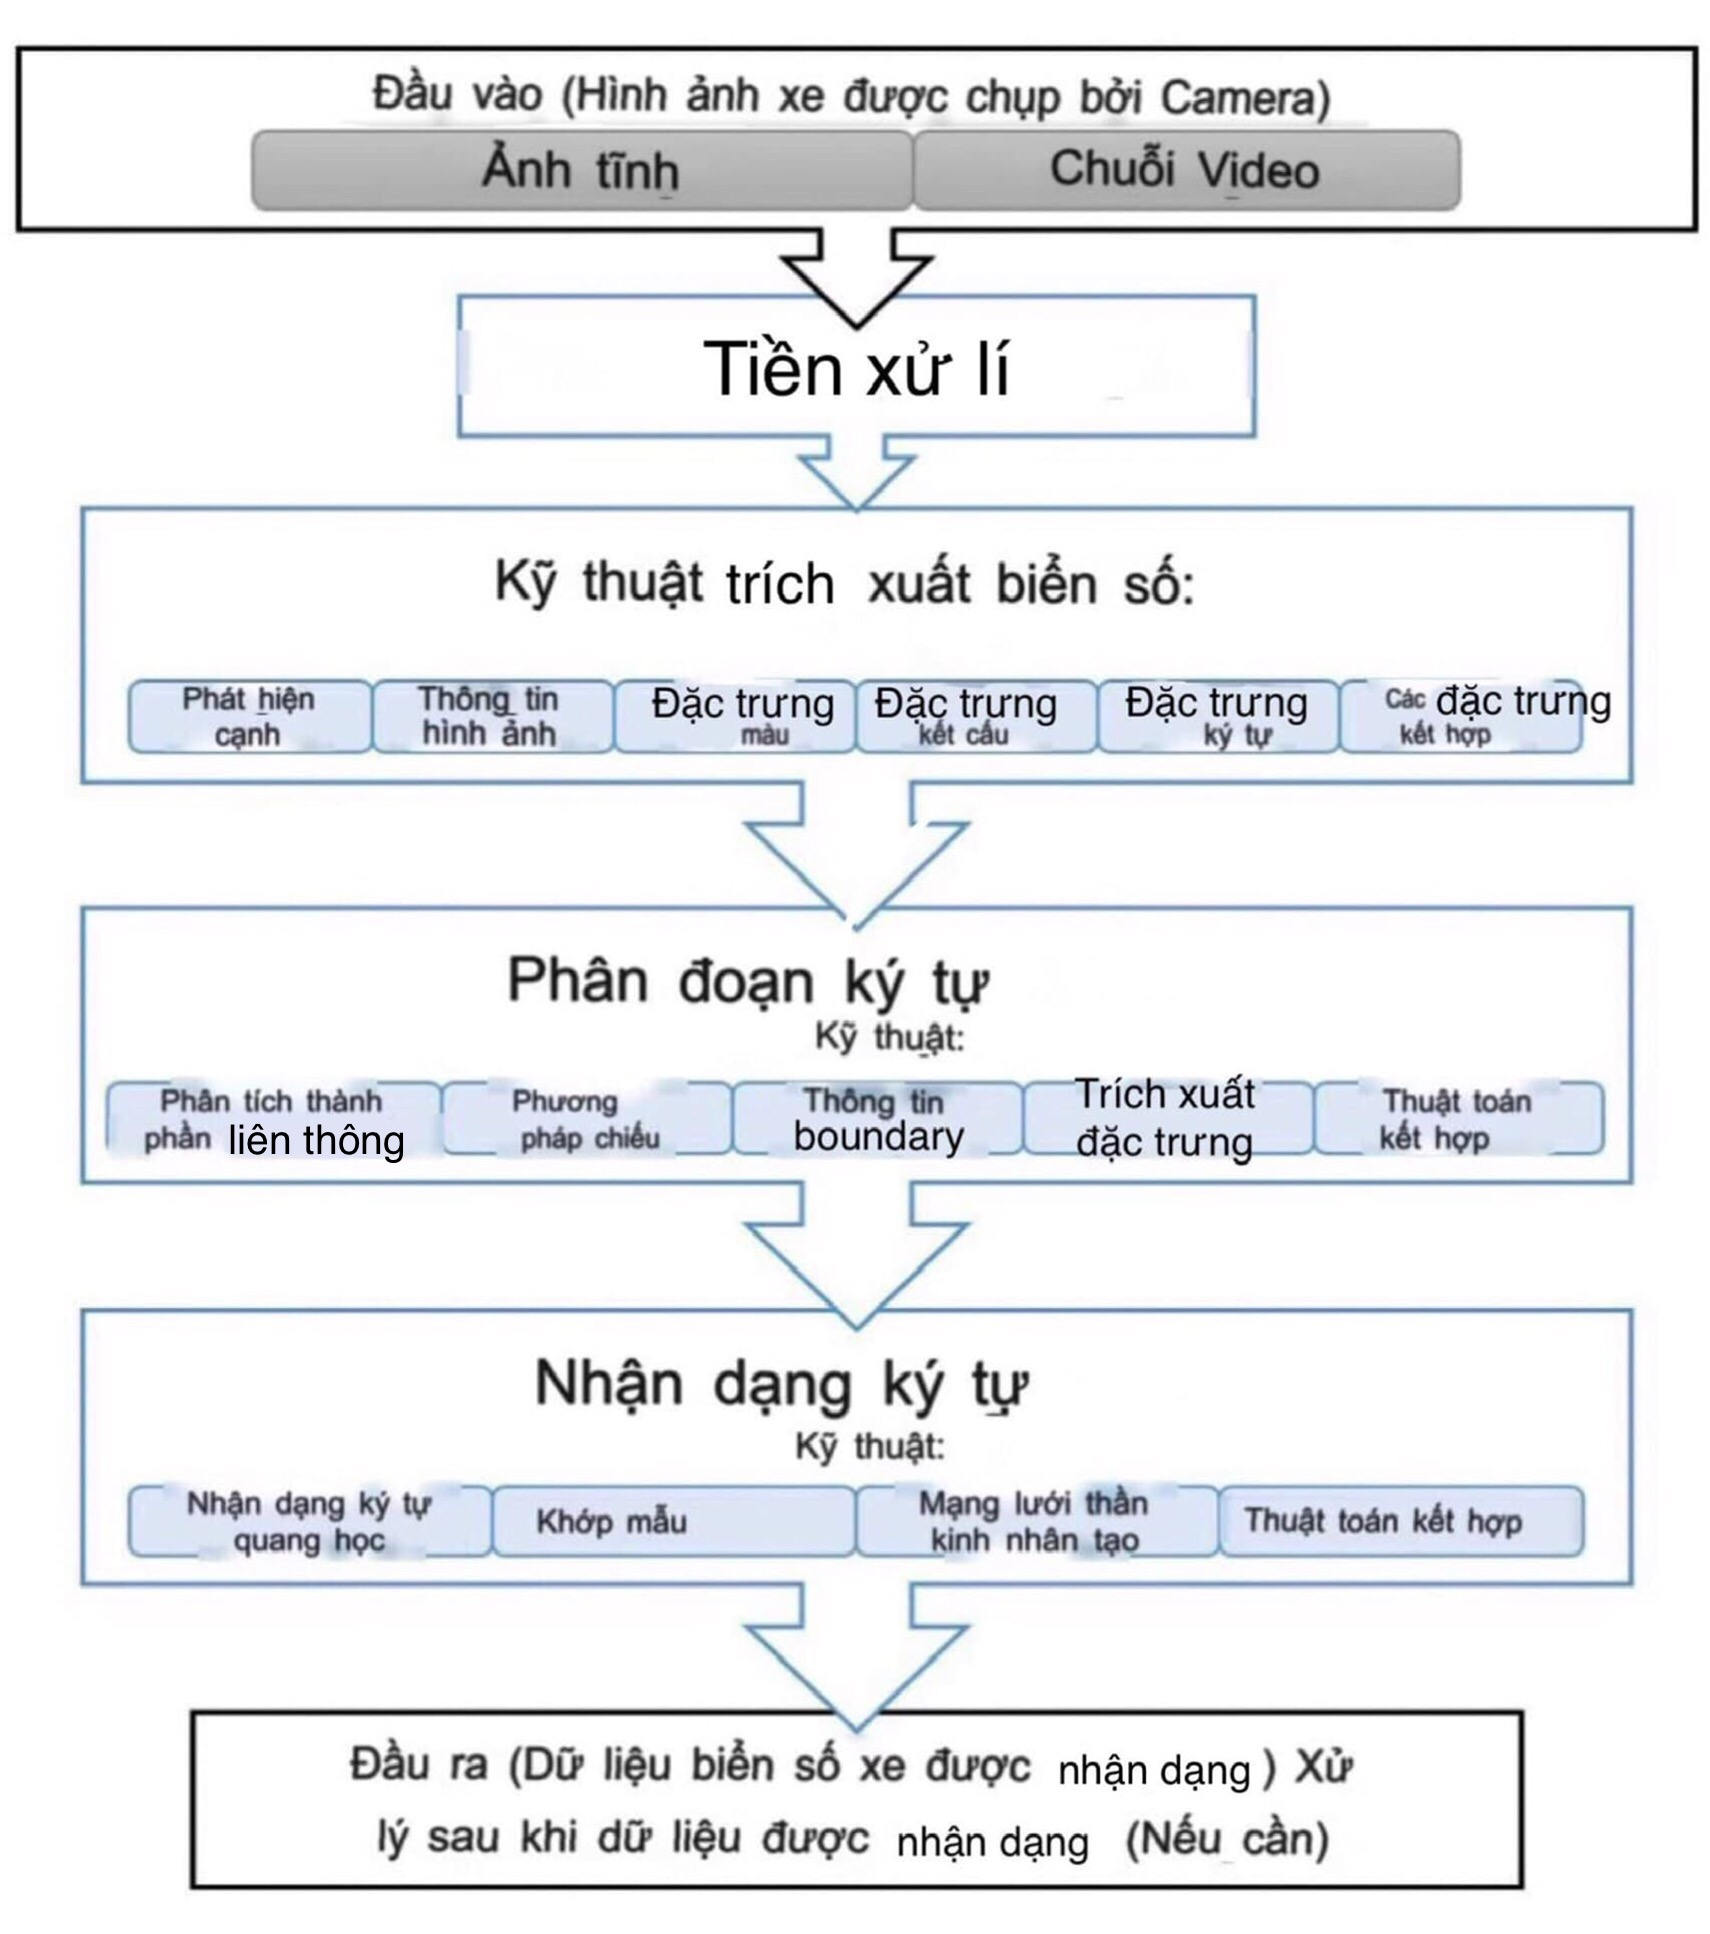 Đầu vào (Hình ảnh xe được chụp bởi Camera)
Ảnh tĩnh Chuỗi Video
Tiền xử lí
Kỹ thuật trích xuất biển số:
Phát hiện
cạnh
Thông tin
hình ảnh
Đặc trưng
màu
Đặc trưng
kết cấu
Đặc trưng
ký tự
Các đặc trưng
kết hợp
Phân đoạn ký tự
Kỹ thuật:
Phân tích thành
phần liên thông
Phương
pháp chiếu
Thông tin
boundary
Trích xuất
đặc trưng
Thuật toán
kết hợp
Nhận dạng ký tự
Kỹ thuật:
Nhận dạng ký tự
quang học
Khớp mẫu
Mạng lưới thần
kinh nhân tạo
Thuật toán kết hợp
Đầu ra (Dữ liệu biển số xe được nhận dạng ) Xử
lý sau khi dữ liệu được nhận dạng (Nếu cần)